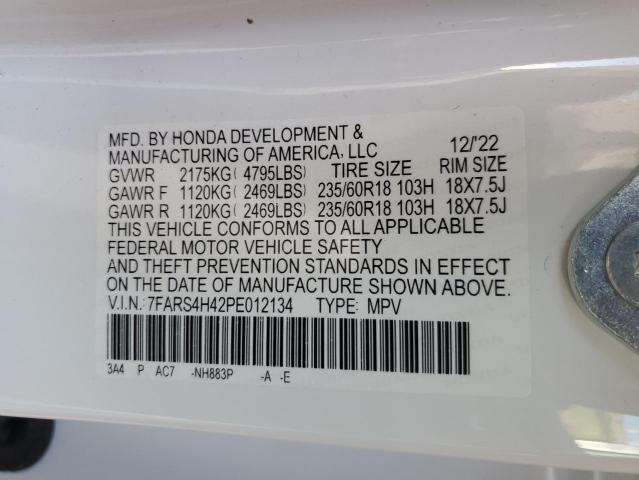 MFD. BY HONDA DEVELOPMENT &
MANUFACTURING OF AMERICA, LLC 12/'22
GVWR 2175KG( 4795LBS) TIRE SIZE RIM SIZE
GAWR F 1120KG( 2469LBS) 235/60R18 103H 18X7.5J
GAWR R 1120KG( 2469LBS) 235/60R18 103H 18X7.5J
THIS VEHICLE CONFORMS TO ALL APPLICABLE
FEDERAL MOTOR VEHICLE SAFETY
AND THEFT PREVENTION STANDARDS IN EFFECT
ON THE DATE OF MANUFACTURE SHOWN ABOVE.
V.I.N.: 7FARS4H42PE012134 TYPE: MPV
3A4 P AC7 -NH883P -A -E